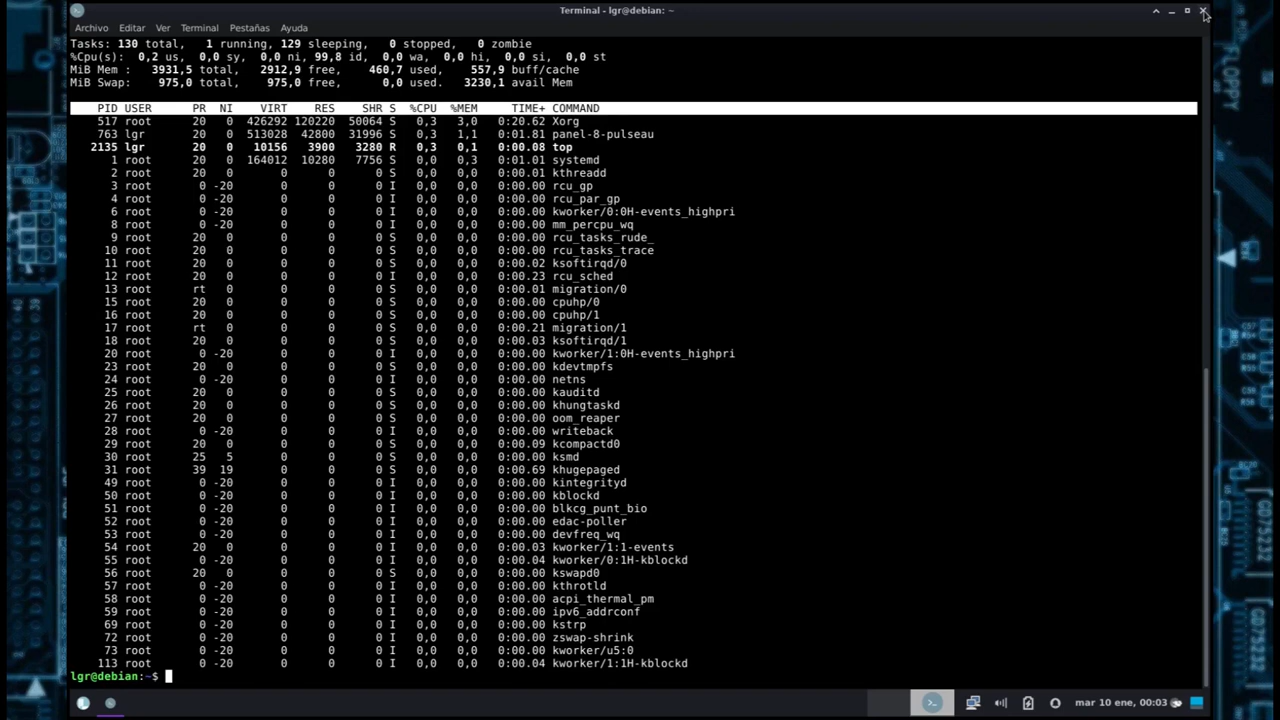 Terminal - lgr@debian: ~
Archivo Editar Ver Terminal Pestañas Ayuda
Tasks: 130 total, 1 running, 129 sleeping, 0 stopped, 0 zombie
%Cpu(s): 0,2 us, 0,0 sy, 0,0 ni, 99,8 id, 0,0 wa, 0,0 hi, 0,0 si, 0,0 st
MiB Mem : 3931,5 total, 2912,9 free, 460,7 used, 557,9 buff/cache
MiB Swap: 975,0 total, 975,0 free, 0,0 used. 3230,1 avail Mem
PID USER PR NI VIRT RES SHR S %CPU %MEM TIME+ COMMAND
517 root 20 0 426292 120220 50064 S 0,3 3,0 0:20.62 Xorg
763 lgr 20 0 513028 42800 31996 S 0,3 1,1 0:01.81 panel-8-pulseau
2135 lgr 20 0 10156 3900 3280 R 0,3 0,1 0:00.08 top
1 root 20 0 164012 10280 7756 S 0,0 0,3 0:01.01 systemd
2 root 20 0 0 0 0 S 0,0 0,0 0:00.01 kthreadd
3 root 0 -20 0 0 0 I 0,0 0,0 0:00.00 rcu_gp
4 root 0 -20 0 0 0 I 0,0 0,0 0:00.00 rcu_par_gp
6 root 0 -20 0 0 0 I 0,0 0,0 0:00.00 kworker/0:0H-events_highpri
8 root 0 -20 0 0 0 I 0,0 0,0 0:00.00 mm_percpu_wq
9 root 20 0 0 0 0 S 0,0 0,0 0:00.00 rcu_tasks_rude_
10 root 20 0 0 0 0 S 0,0 0,0 0:00.00 rcu_tasks_trace
11 root 20 0 0 0 0 S 0,0 0,0 0:00.02 ksoftirqd/0
12 root 20 0 0 0 0 I 0,0 0,0 0:00.23 rcu_sched
13 root rt 0 0 0 0 S 0,0 0,0 0:00.01 migration/0
15 root 20 0 0 0 0 S 0,0 0,0 0:00.00 cpuhp/0
16 root 20 0 0 0 0 S 0,0 0,0 0:00.00 cpuhp/1
17 root rt 0 0 0 0 S 0,0 0,0 0:00.21 migration/1
18 root 20 0 0 0 0 S 0,0 0,0 0:00.03 ksoftirqd/1
20 root 0 -20 0 0 0 I 0,0 0,0 0:00.00 kworker/1:0H-events_highpri
23 root 20 0 0 0 0 S 0,0 0,0 0:00.00 kdevtmpfs
24 root 0 -20 0 0 0 I 0,0 0,0 0:00.00 netns
25 root 20 0 0 0 0 S 0,0 0,0 0:00.00 kauditd
26 root 20 0 0 0 0 S 0,0 0,0 0:00.00 khungtaskd
27 root 20 0 0 0 0 S 0,0 0,0 0:00.00 oom_reaper
28 root 0 -20 0 0 0 I 0,0 0,0 0:00.00 writeback
29 root 20 0 0 0 0 S 0,0 0,0 0:00.09 kcompactd0
30 root 25 5 0 0 0 S 0,0 0,0 0:00.00 ksmd
31 root 39 19 0 0 0 S 0,0 0,0 0:00.69 khugepaged
49 root 0 -20 0 0 0 I 0,0 0,0 0:00.00 kintegrityd
50 root 0 -20 0 0 0 I 0,0 0,0 0:00.00 kblockd
51 root 0 -20 0 0 0 I 0,0 0,0 0:00.00 blkcg_punt_bio
52 root 0 -20 0 0 0 I 0,0 0,0 0:00.00 edac-poller
53 root 0 -20 0 0 0 I 0,0 0,0 0:00.00 devfreq_wq
54 root 20 0 0 0 0 I 0,0 0,0 0:00.03 kworker/1:1-events
55 root 0 -20 0 0 0 I 0,0 0,0 0:00.04 kworker/0:1H-kblockd
56 root 20 0 0 0 0 S 0,0 0,0 0:00.00 kswapd0
57 root 0 -20 0 0 0 I 0,0 0,0 0:00.00 kthrotld
58 root 0 -20 0 0 0 I 0,0 0,0 0:00.00 acpi_thermal_pm
59 root 0 -20 0 0 0 I 0,0 0,0 0:00.00 ipv6_addrconf
69 root 0 -20 0 0 0 I 0,0 0,0 0:00.00 kstrp
72 root 0 -20 0 0 0 I 0,0 0,0 0:00.00 zswap-shrink
73 root 0 -20 0 0 0 I 0,0 0,0 0:00.00 kworker/u5:0
113 root 0 -20 0 0 0 I 0,0 0,0 0:00.04 kworker/1:1H-kblockd
lgr@debian:~$
mar 10 ene, 00:03
FLOPPY
CD75232
CD75232